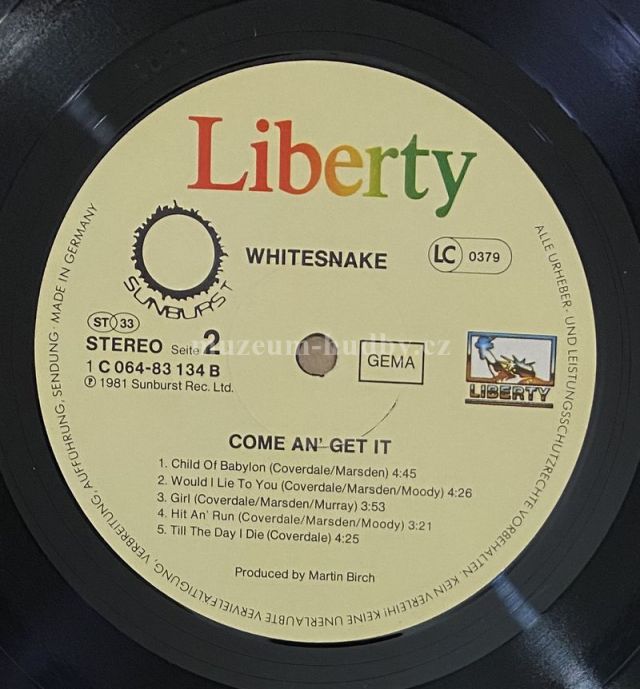 Liberty
SUNBURST
WHITESNAKE
LC 0379
ST 33
STEREO Seite 2
1 C 064-83 134 B
℗ 1981 Sunburst Rec. Ltd.
GEMA
LIBERTY
muzeum-hudby.cz
COME AN' GET IT
1. Child Of Babylon (Coverdale/Marsden) 4:45
2. Would I Lie To You (Coverdale/Marsden/Moody) 4:26
3. Girl (Coverdale/Marsden/Murray) 3:53
4. Hit An' Run (Coverdale/Marsden/Moody) 3:21
5. Till The Day I Die (Coverdale) 4:25
Produced by Martin Birch
ALLE URHEBER- UND LEISTUNGSSCHUTZRECHTE VORBEHALTEN. KEIN VERLEIH! KEINE UNERLAUBTE VERVIELFÄLTIGUNG, VERBREITUNG, AUFFÜHRUNG, SENDUNG · MADE IN GERMANY